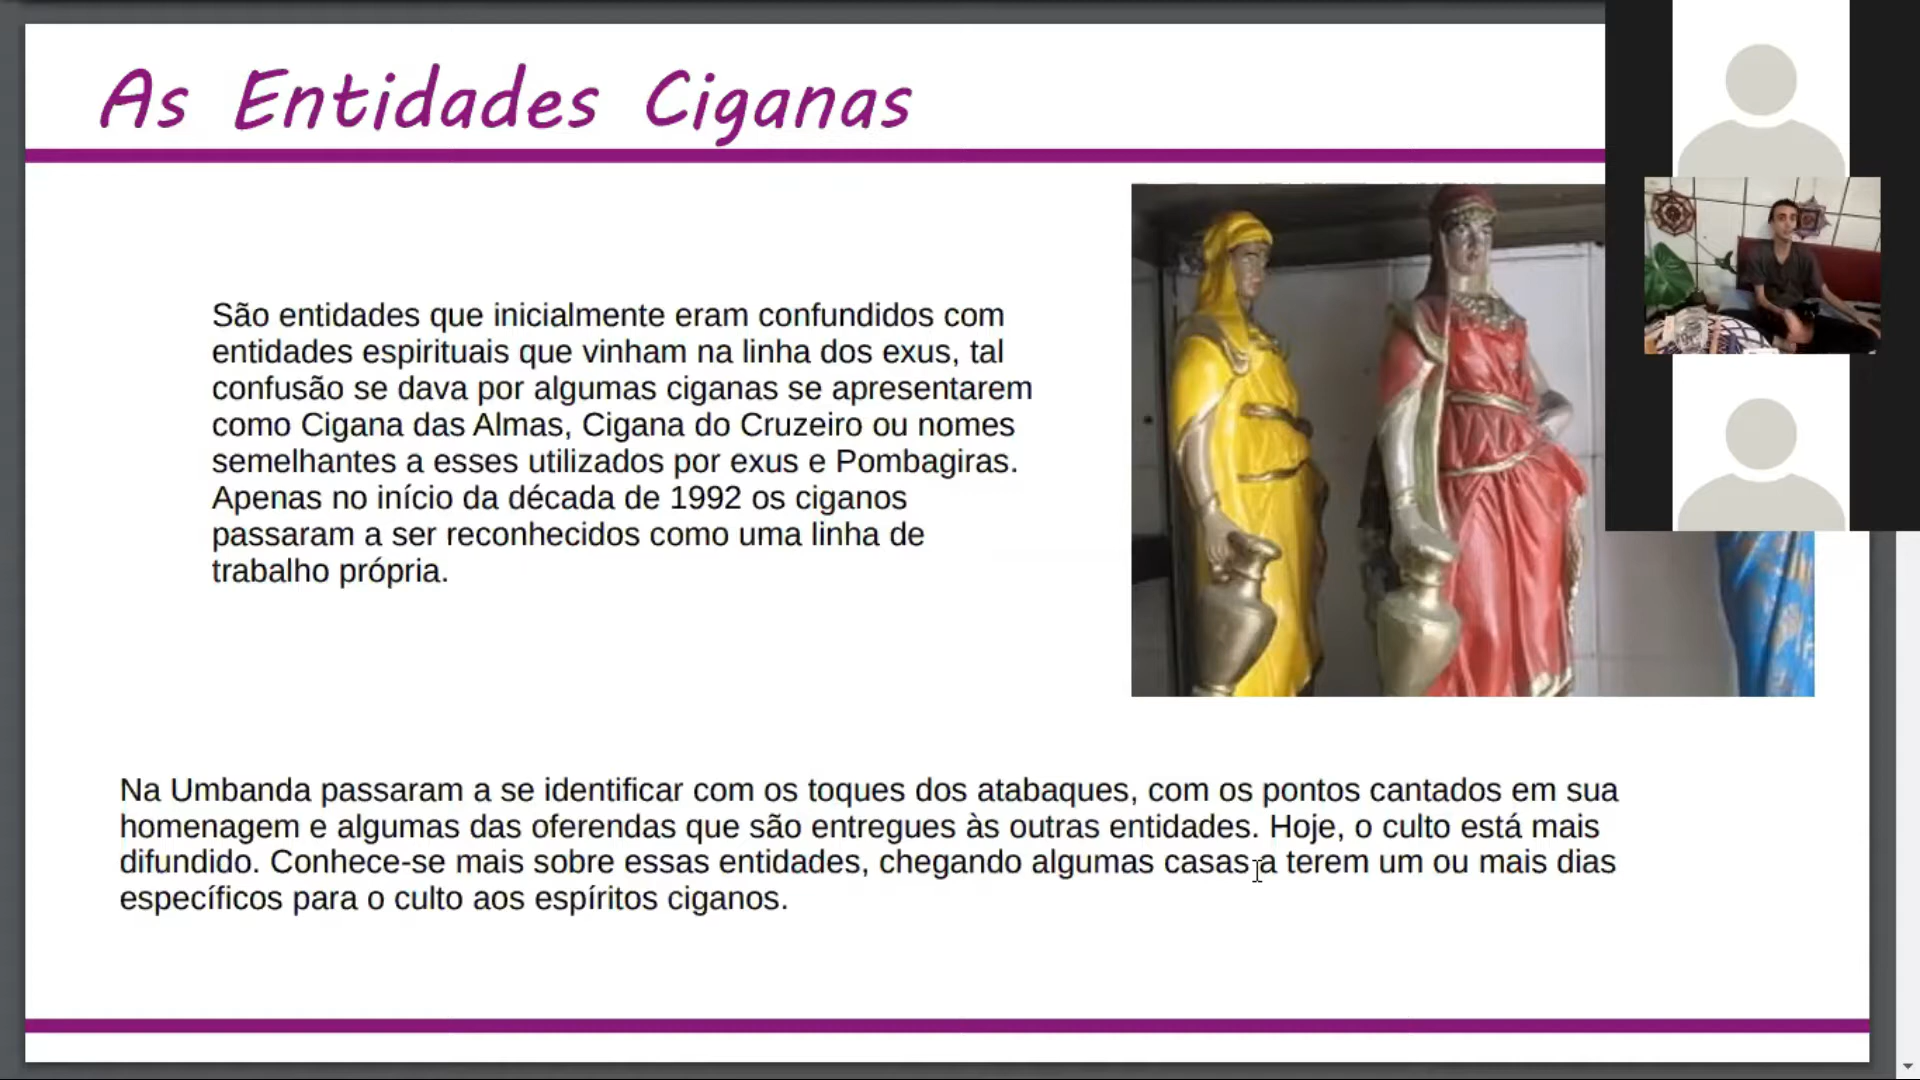 As Entidades Ciganas
São entidades que inicialmente eram confundidos com
entidades espirituais que vinham na linha dos exus, tal
confusão se dava por algumas ciganas se apresentarem
como Cigana das Almas, Cigana do Cruzeiro ou nomes
semelhantes a esses utilizados por exus e Pombagiras.
Apenas no início da década de 1992 os ciganos
passaram a ser reconhecidos como uma linha de
trabalho própria.
Na Umbanda passaram a se identificar com os toques dos atabaques, com os pontos cantados em sua
homenagem e algumas das oferendas que são entregues às outras entidades. Hoje, o culto está mais
difundido. Conhece-se mais sobre essas entidades, chegando algumas casas a terem um ou mais dias
específicos para o culto aos espíritos ciganos.